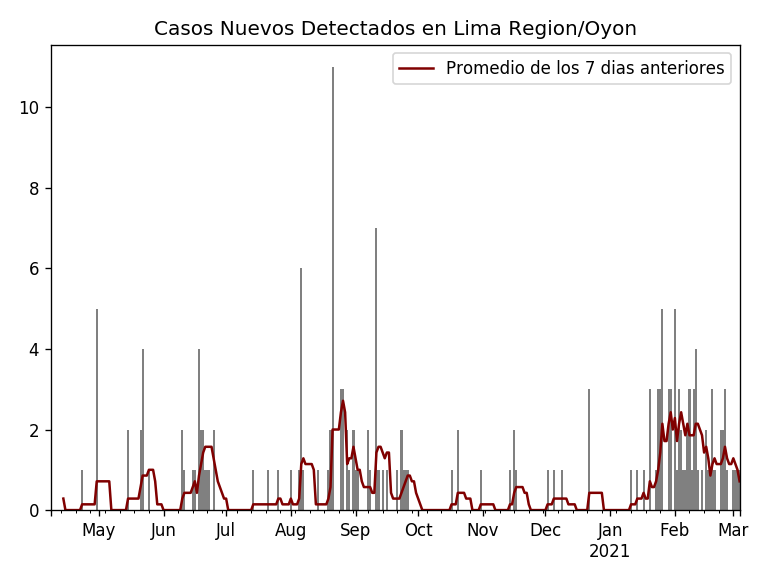 Casos Nuevos Detectados en Lima Region/Oyon
Promedio de los 7 dias anteriores
10
8
6
4
2
0
May Jun Jul Aug Sep Oct Nov Dec Jan Feb Mar
2021